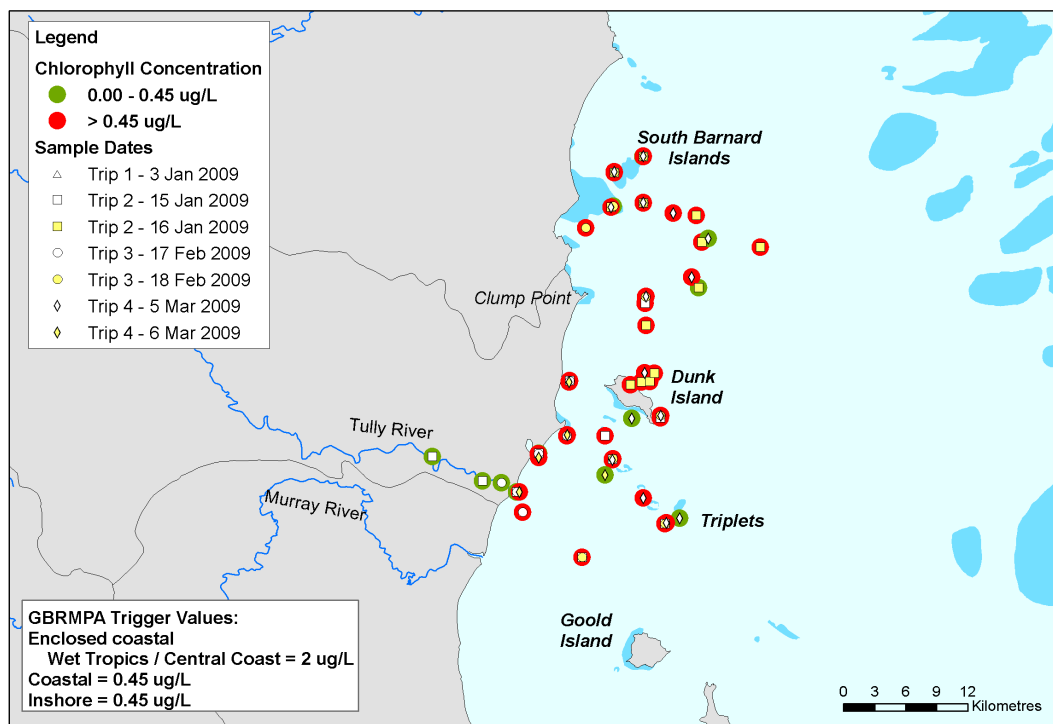 Legend
Chlorophyll Concentration
0.00 - 0.45 ug/L
> 0.45 ug/L
Sample Dates
Trip 1 - 3 Jan 2009
Trip 2 - 15 Jan 2009
Trip 2 - 16 Jan 2009
Trip 3 - 17 Feb 2009
Trip 3 - 18 Feb 2009
Trip 4 - 5 Mar 2009
Trip 4 - 6 Mar 2009
South Barnard
Islands
Clump Point
Dunk
Island
Tully River
Murray River
Triplets
Goold
Island
GBRMPA Trigger Values:
Enclosed coastal
Wet Tropics / Central Coast = 2 ug/L
Coastal = 0.45 ug/L
Inshore = 0.45 ug/L
0 3 6 9 12
Kilometres